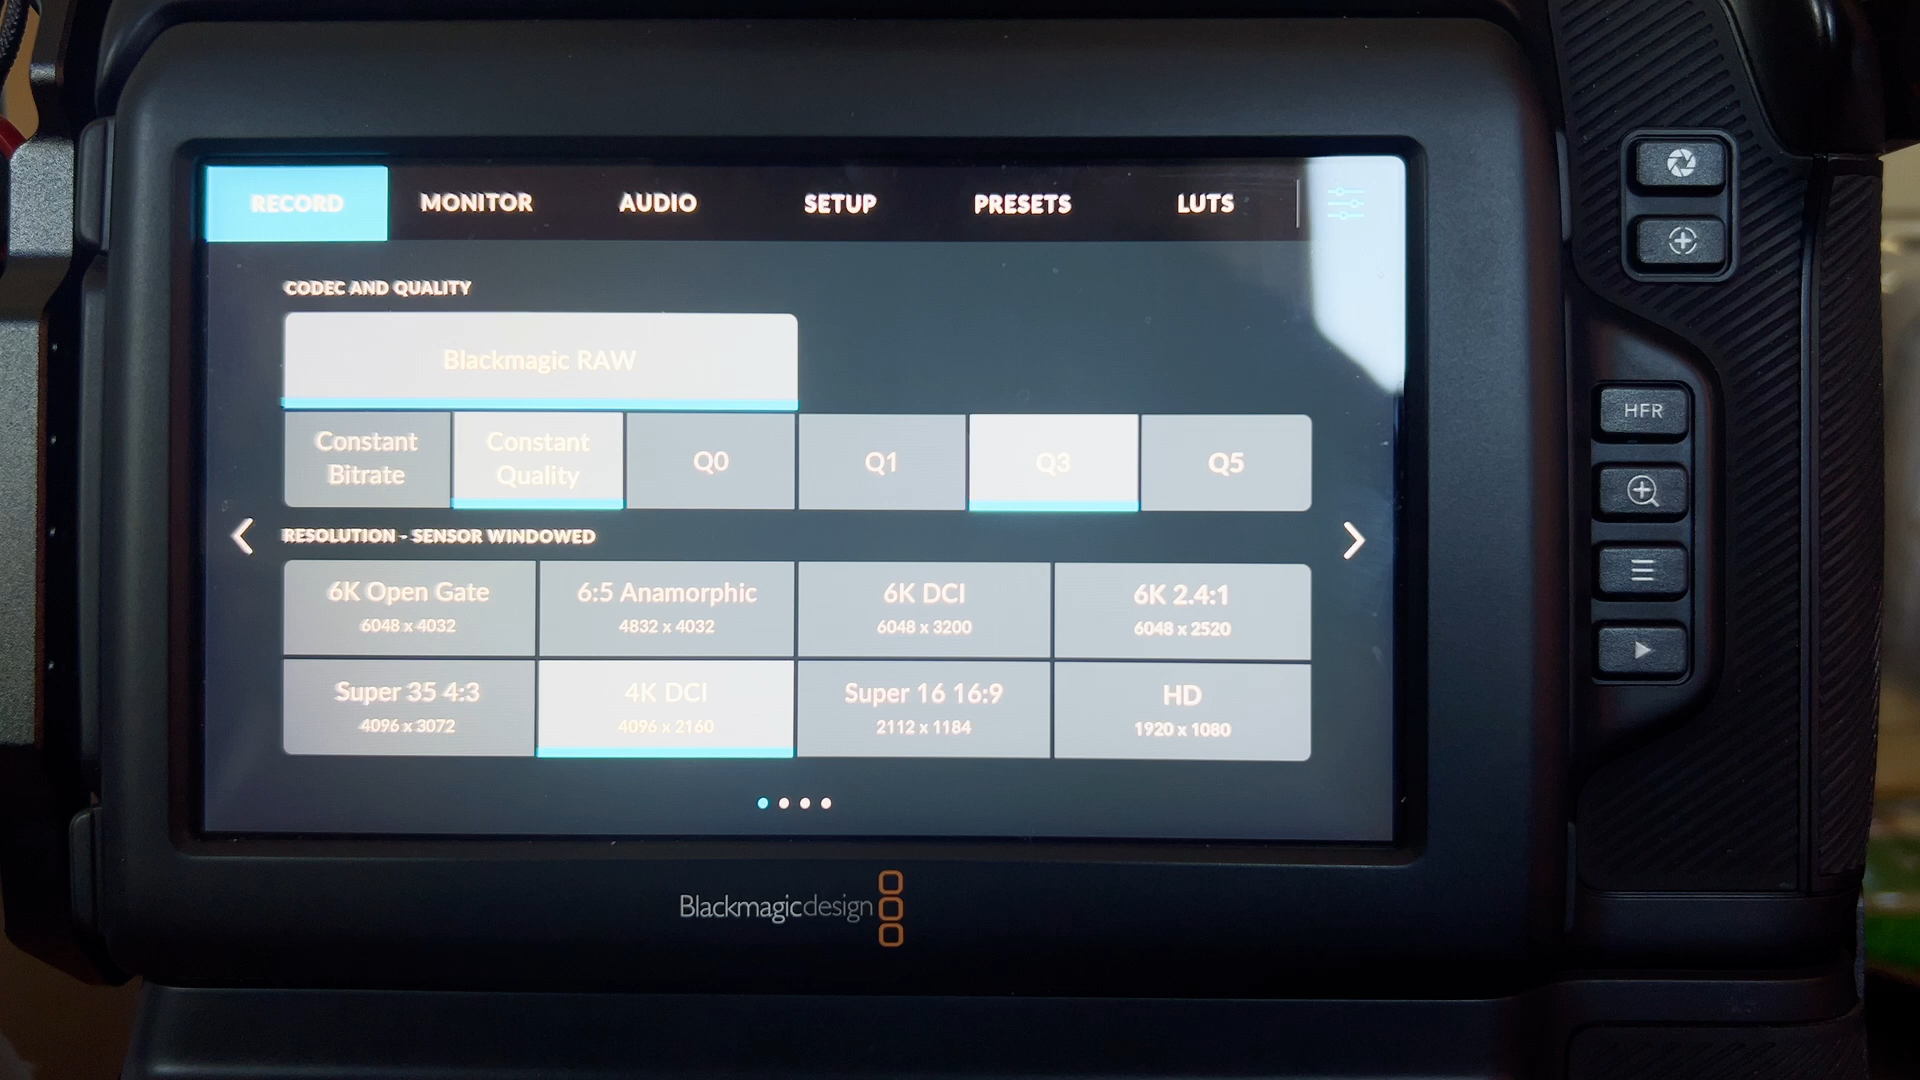 RECORD MONITOR AUDIO SETUP PRESETS LUTS
CODEC AND QUALITY
Blackmagic RAW
Constant Bitrate
Constant Quality
Q0
Q1
Q3
Q5
HFR
RESOLUTION - SENSOR WINDOWED
6K Open Gate
6048 x 4032
6:5 Anamorphic
4832 x 4032
6K DCI
6048 x 3200
6K 2.4:1
6048 x 2520
Super 35 4:3
4096 x 3072
4K DCI
4096 x 2160
Super 16 16:9
2112 x 1184
HD
1920 x 1080
Blackmagicdesign